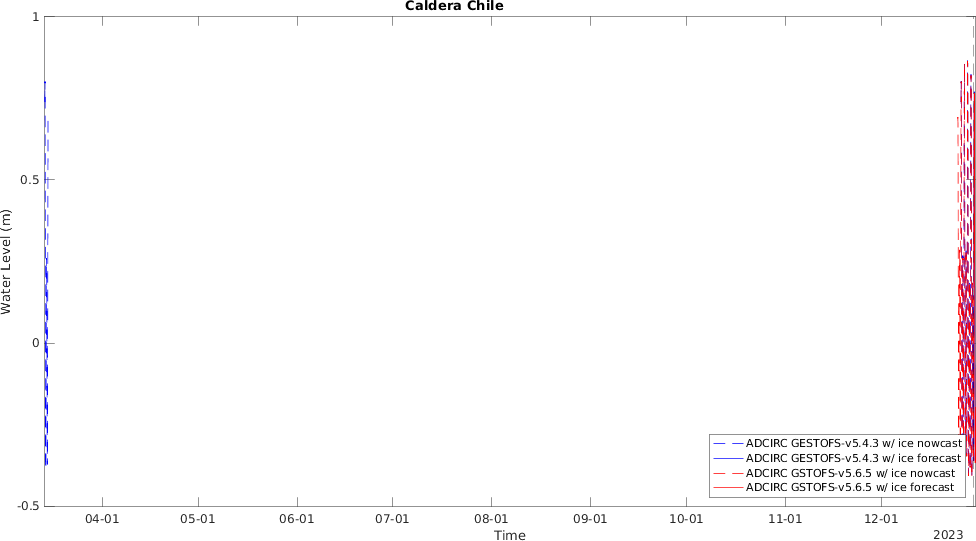 Caldera Chile
1
0.5
0
-0.5
Water Level (m)
ADCIRC GESTOFS-v5.4.3 w/ ice nowcast
ADCIRC GESTOFS-v5.4.3 w/ ice forecast
ADCIRC GSTOFS-v5.6.5 w/ ice nowcast
ADCIRC GSTOFS-v5.6.5 w/ ice forecast
04-01 05-01 06-01 07-01 08-01 09-01 10-01 11-01 12-01
Time
2023